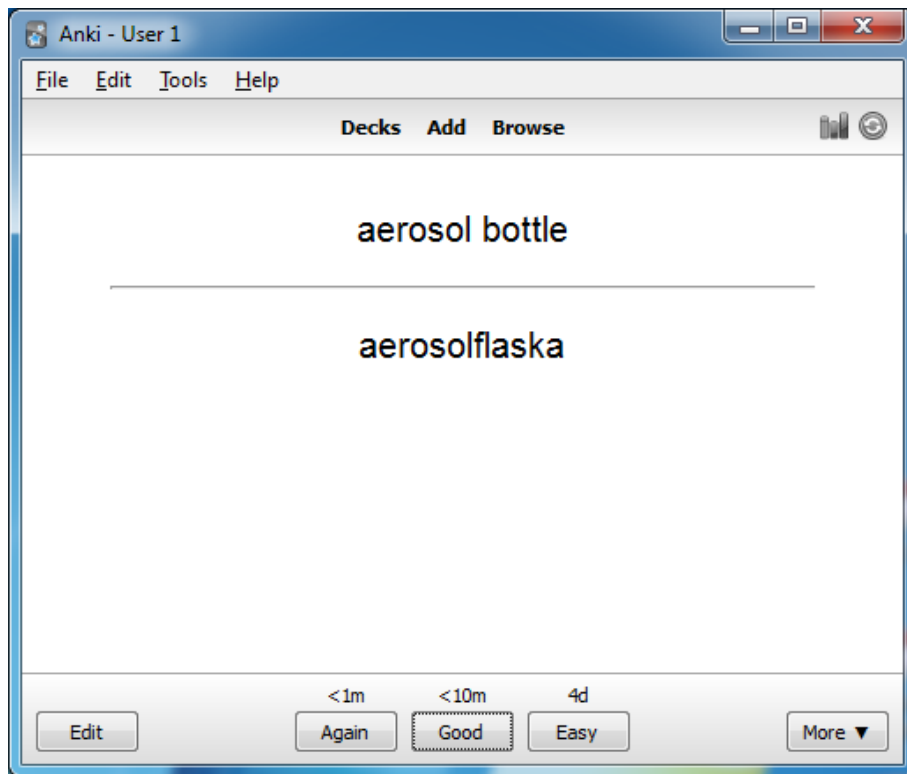 Anki - User 1
File Edit Tools Help
Decks Add Browse
aerosol bottle
aerosolflaska
<1m <10m 4d
Edit Again Good Easy More ▼